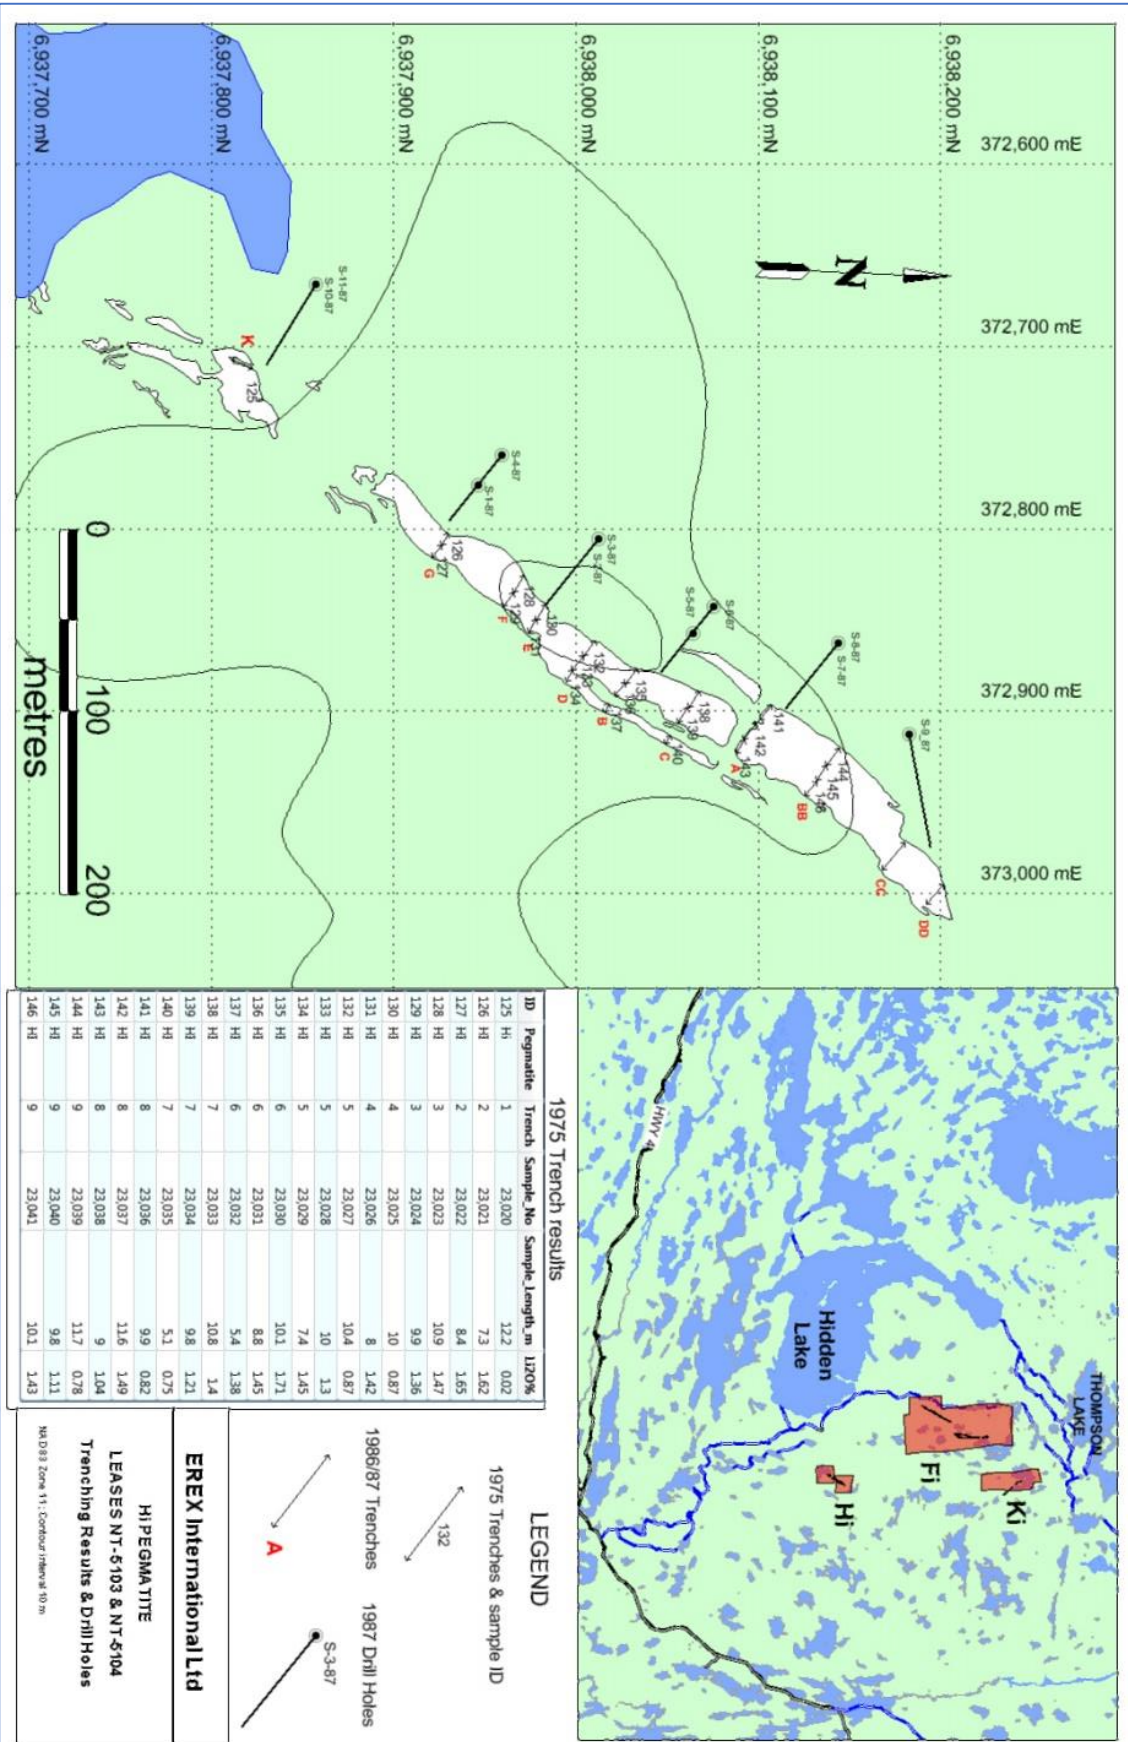 372,600 mE
372,700 mE
372,800 mE
372,900 mE
373,000 mE
6,938,200 mN
6,938,100 mN
6,938,000 mN
6,937,900 mN
6,937,800 mN
6,937,700 mN
N
S-11-87
S-10-87
K
125
S-4-87
S-1-87
126
127
G
S-3-87
S-2-87
128
129
F
130
131
E
S-6-87
S-5-87
132
133
134
D
135
136
137
B
138
139
140
C
S-8-87
S-7-87
141
142
143
A
144
145
146
BB
S-9_87
CC
DD
0 100 200
metres
THOMPSON
LAKE
Hidden
Lake
Ki
Fi
Hi
HWY 4
1975 Trench results
ID Pegmatite Trench Sample_No Sample_Length_m Li20%
125 Hi 1 23,020 12.2 0.02
126 Hi 2 23,021 7.3 1.62
127 Hi 2 23,022 8.4 1.65
128 Hi 3 23,023 10.9 1.47
129 Hi 3 23,024 9.9 1.36
130 Hi 4 23,025 10 0.87
131 Hi 4 23,026 8 1.42
132 Hi 5 23,027 10.4 0.87
133 Hi 5 23,028 10 1.3
134 Hi 5 23,029 7.4 1.45
135 Hi 6 23,030 10.1 1.71
136 Hi 6 23,031 8.8 1.45
137 Hi 6 23,032 5.4 1.38
138 Hi 7 23,033 10.8 1.4
139 Hi 7 23,034 9.8 1.21
140 Hi 7 23,035 5.1 0.75
141 Hi 8 23,036 9.9 0.82
142 Hi 8 23,037 11.6 1.49
143 Hi 8 23,038 9 1.04
144 Hi 9 23,039 11.7 0.78
145 Hi 9 23,040 9.8 1.11
146 Hi 9 23,041 10.1 1.43
LEGEND
1975 Trenches & sample ID
132
1986/87 Trenches
A
1987 Drill Holes
S-3-87
EREX International Ltd
HI PEGMATITE
LEASES NT-5103 & NT-5104
Trenching Results & Drill Holes
NAD83 Zone 11; Contour interval 10 m